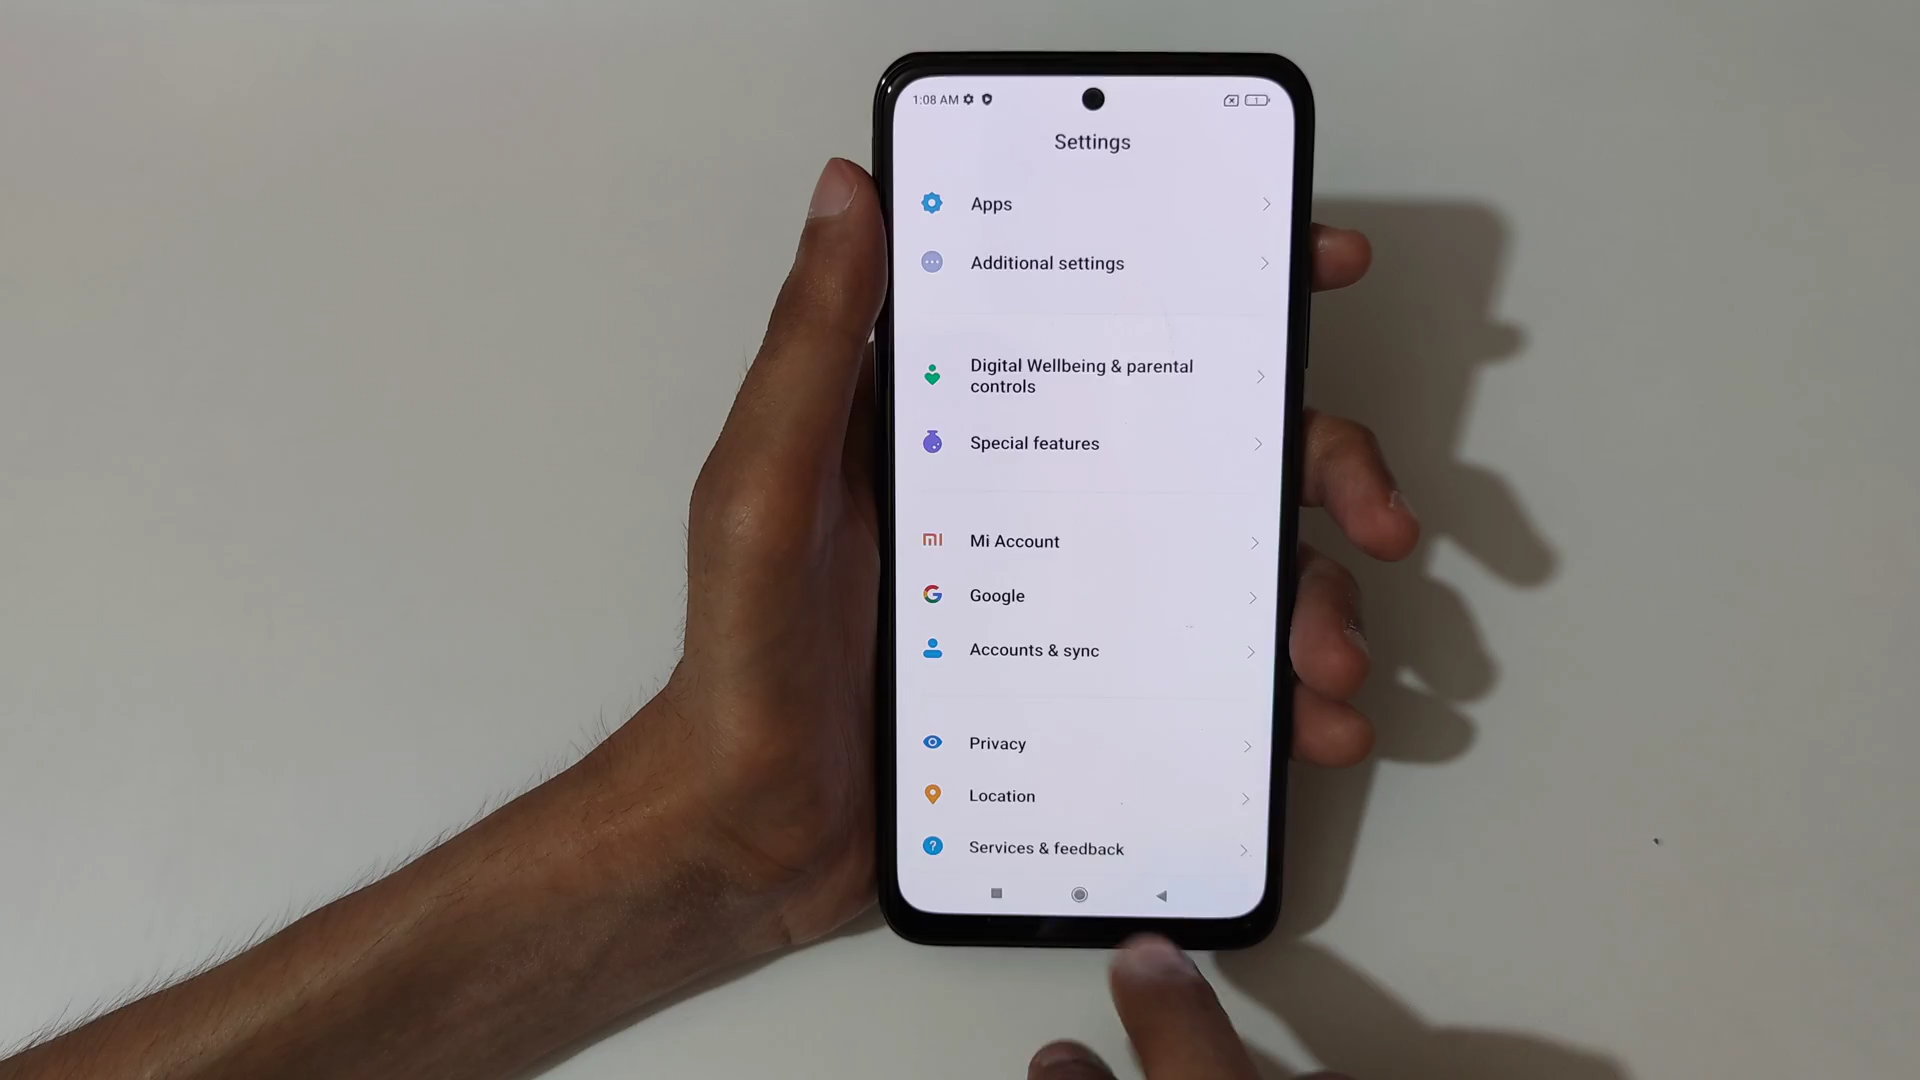 1:08 AM
1
Settings
Apps
Additional settings
Digital Wellbeing & parental
controls
Special features
Mi Account
Google
Accounts & sync
Privacy
Location
Services & feedback